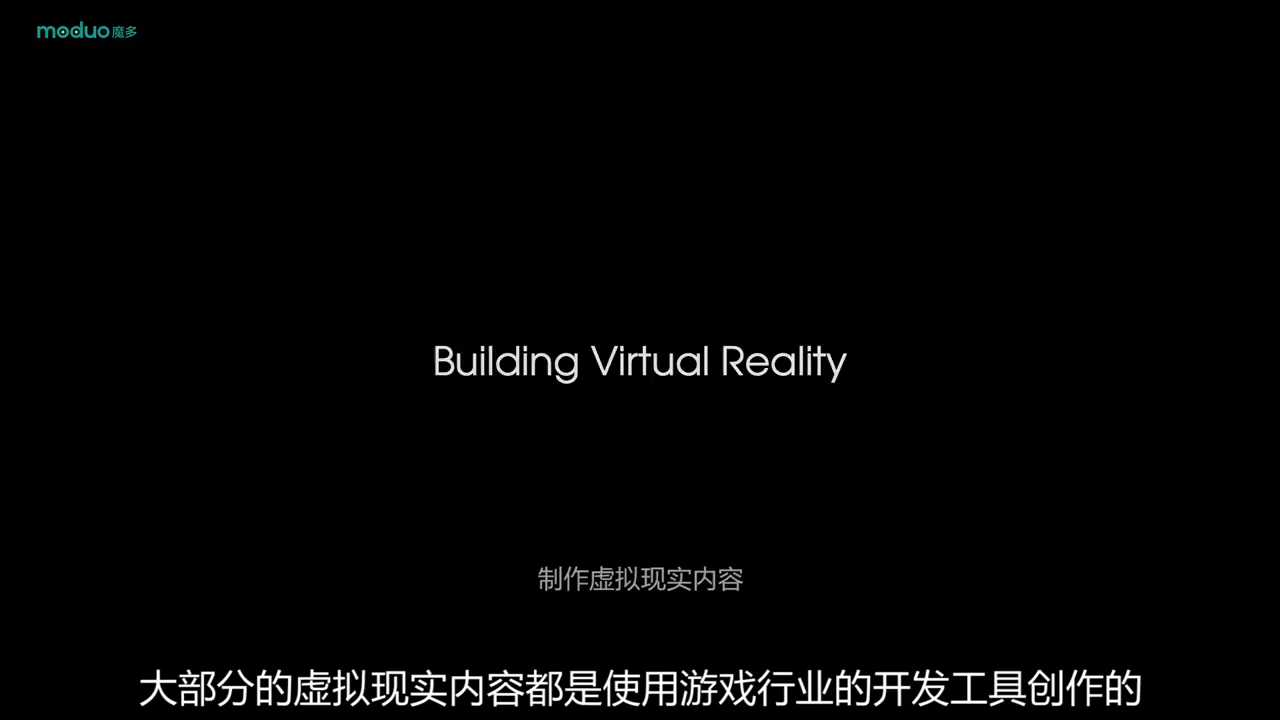 moduo魔多
Building Virtual Reality
制作虚拟现实内容
大部分的虚拟现实内容都是使用游戏行业的开发工具创作的